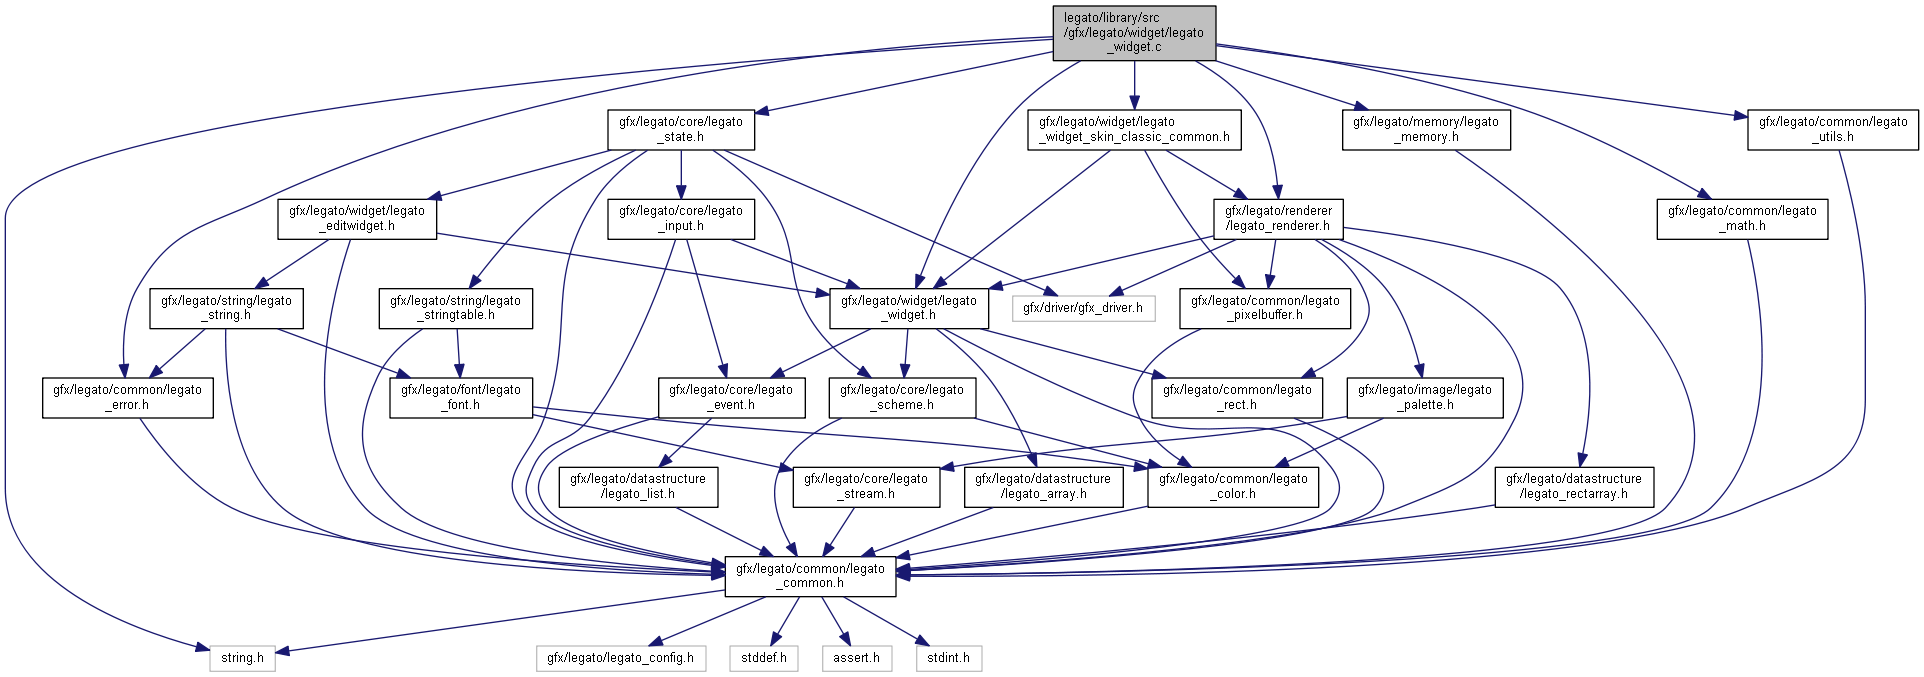 legato/library/src
/gfx/legato/widget/legato
_widget.c
gfx/legato/core/legato
_state.h
gfx/legato/widget/legato
_widget_skin_classic_common.h
gfx/legato/memory/legato
_memory.h
gfx/legato/common/legato
_utils.h
gfx/legato/widget/legato
_editwidget.h
gfx/legato/core/legato
_input.h
gfx/legato/renderer
/legato_renderer.h
gfx/legato/common/legato
_math.h
gfx/legato/string/legato
_string.h
gfx/legato/string/legato
_stringtable.h
gfx/legato/widget/legato
_widget.h
gfx/driver/gfx_driver.h
gfx/legato/common/legato
_pixelbuffer.h
gfx/legato/common/legato
_error.h
gfx/legato/font/legato
_font.h
gfx/legato/core/legato
_event.h
gfx/legato/core/legato
_scheme.h
gfx/legato/common/legato
_rect.h
gfx/legato/image/legato
_palette.h
gfx/legato/datastructure
/legato_list.h
gfx/legato/core/legato
_stream.h
gfx/legato/datastructure
/legato_array.h
gfx/legato/common/legato
_color.h
gfx/legato/datastructure
/legato_rectarray.h
gfx/legato/common/legato
_common.h
string.h
gfx/legato/legato_config.h
stddef.h
assert.h
stdint.h